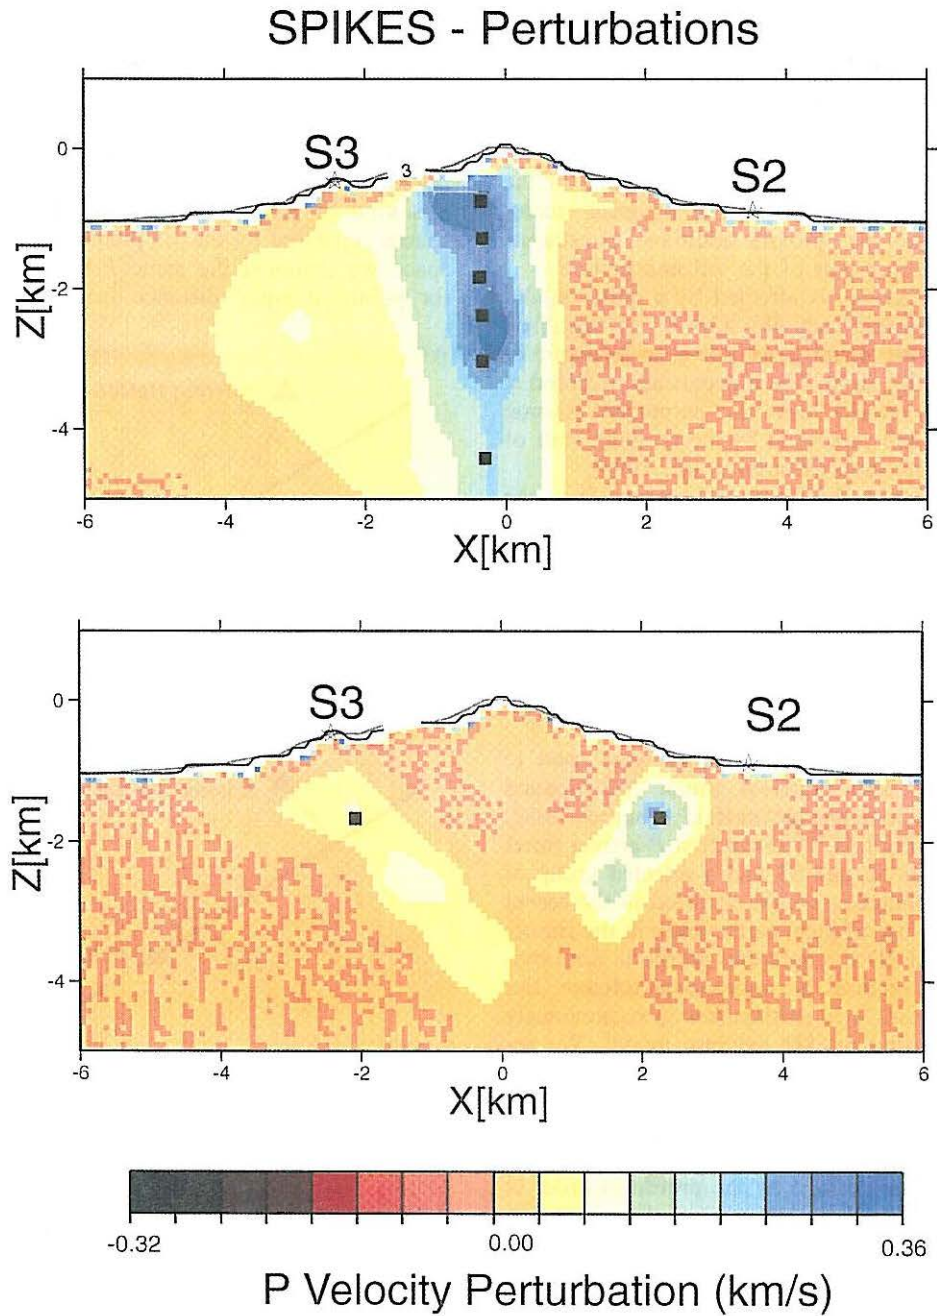 SPIKES - Perturbations
S3
3
S2
0
-2
-4
Z[km]
-6 -4 -2 0 2 4 6
X[km]
S3
S2
0
-2
-4
Z[km]
-6 -4 -2 0 2 4 6
X[km]
-0.32 0.00 0.36
P Velocity Perturbation (km/s)